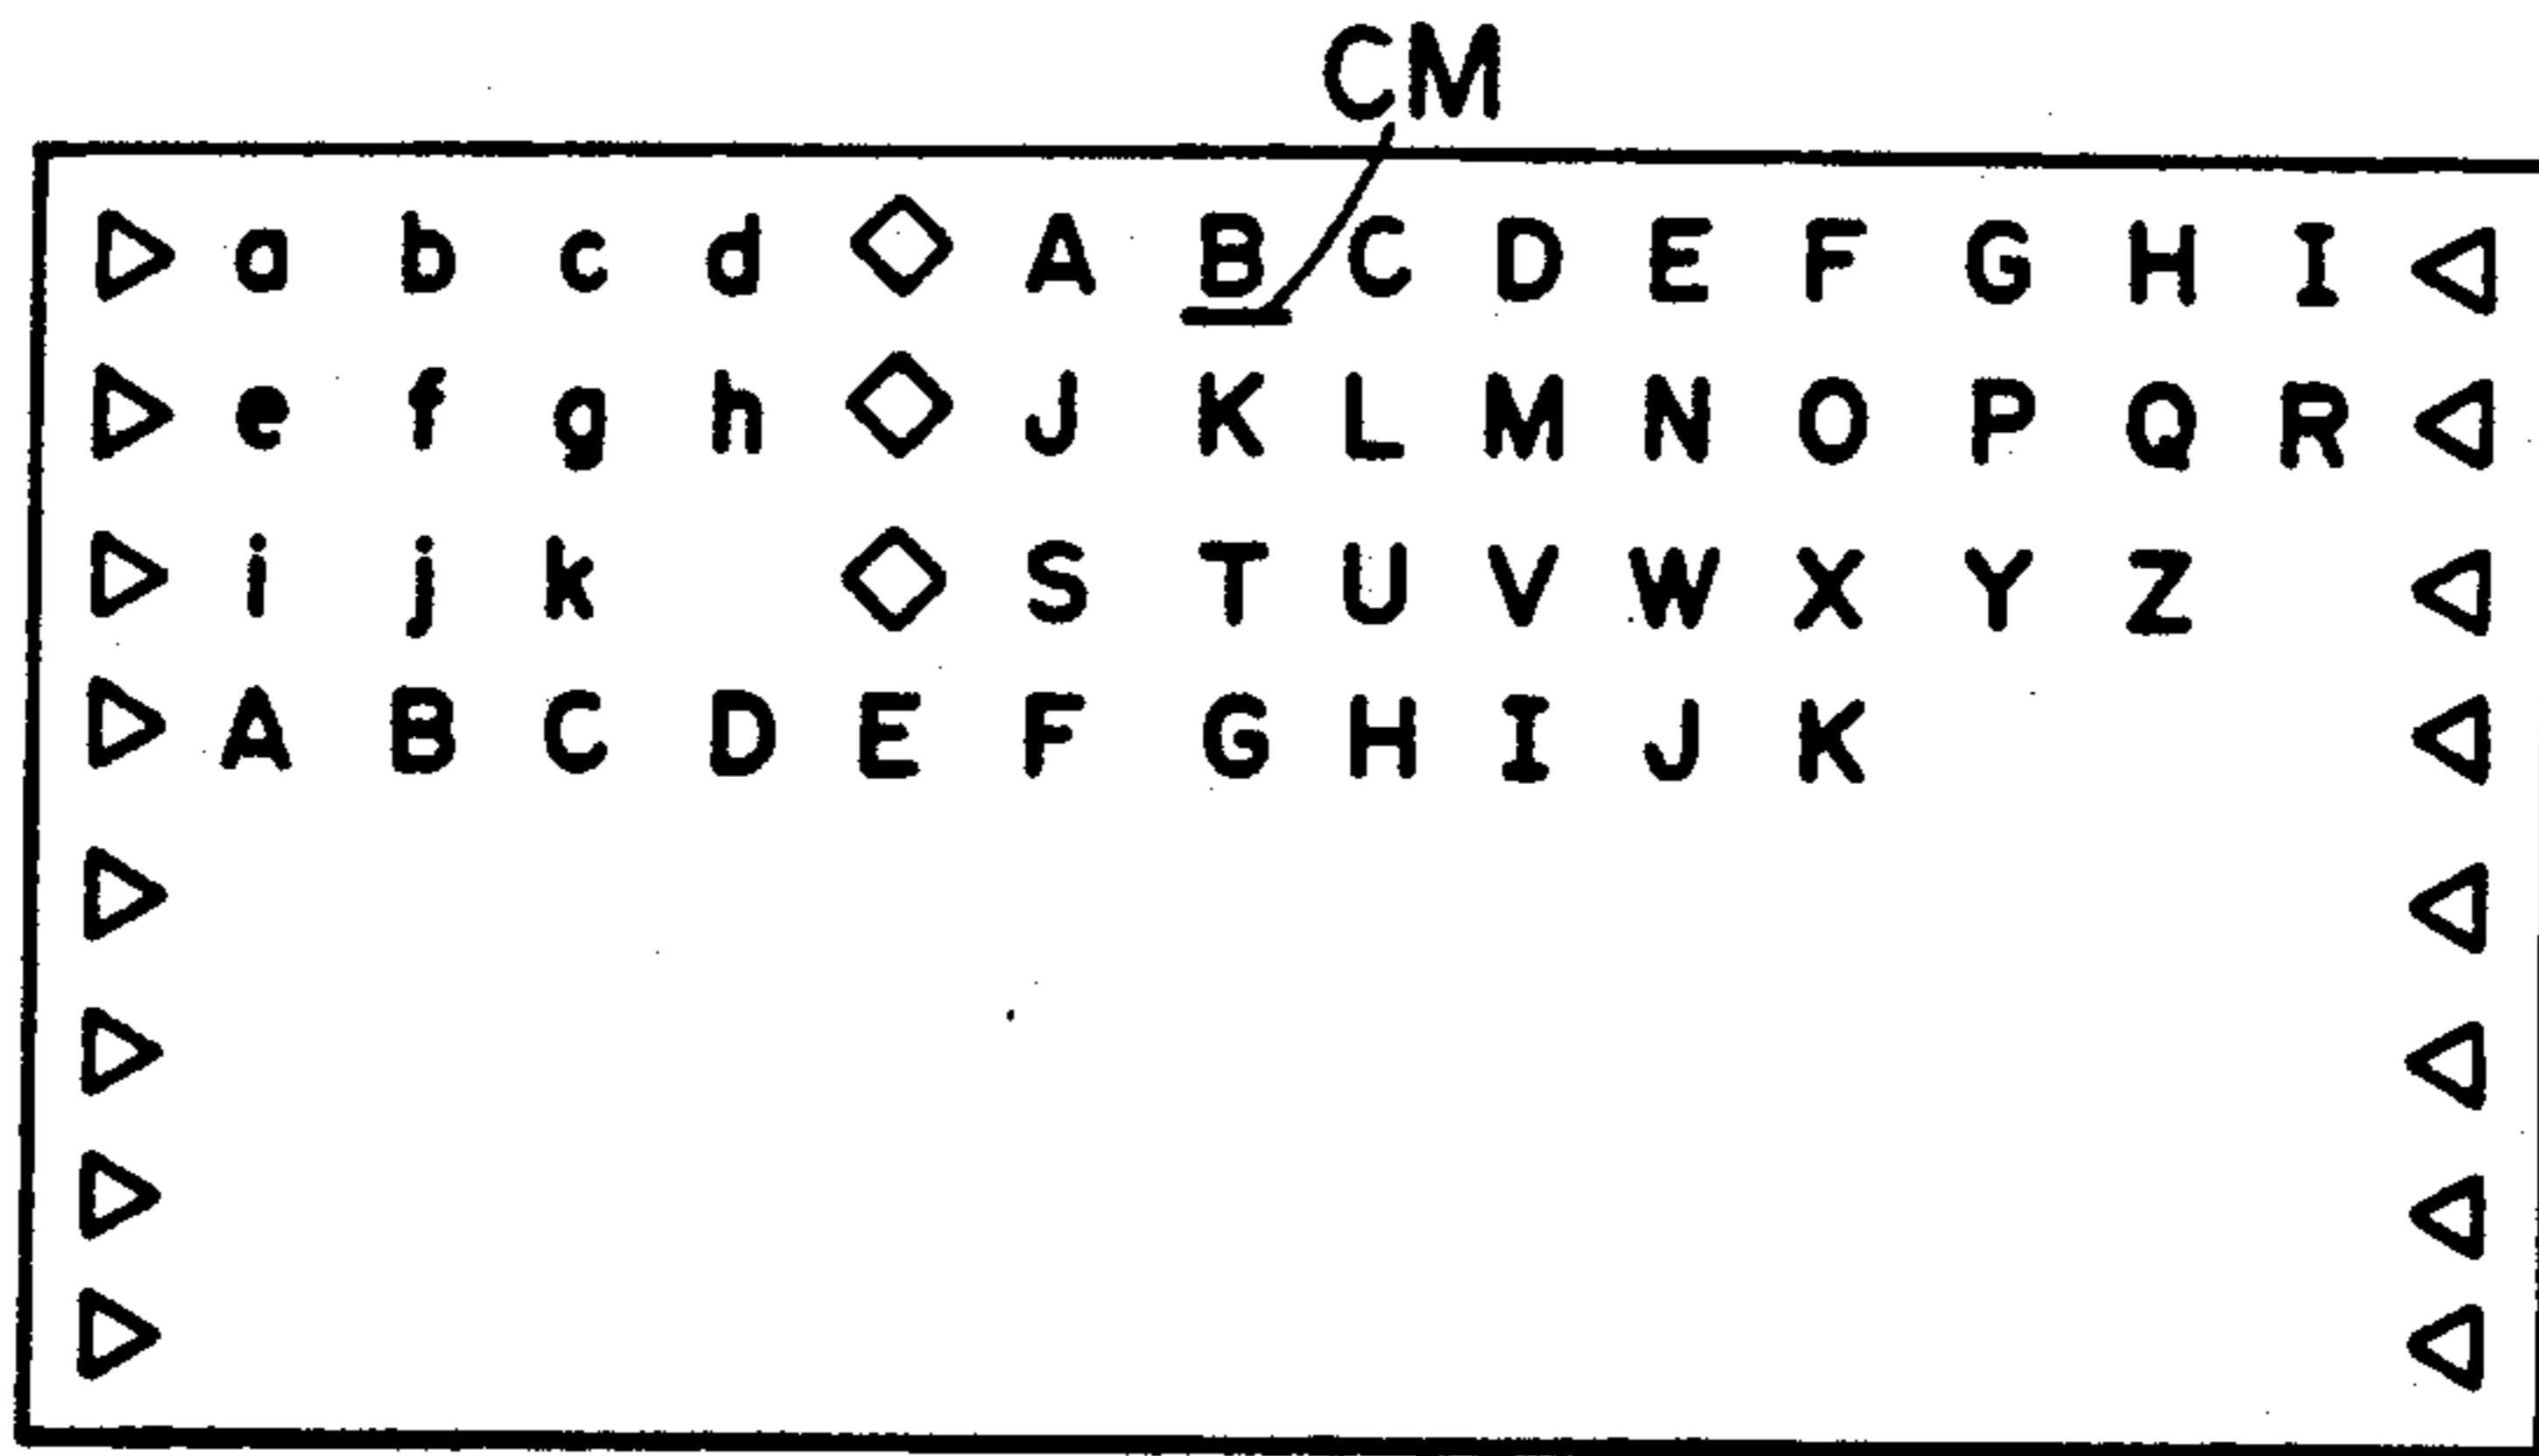 CM
▷ a b c d ◇ A B C D E F G H I ◁
▷ e f g h ◇ J K L M N O P Q R ◁
▷ i j k ◇ S T U V W X Y Z ◁
▷ A B C D E F G H I J K ◁
▷ ◁
▷ ◁
▷ ◁
▷ ◁